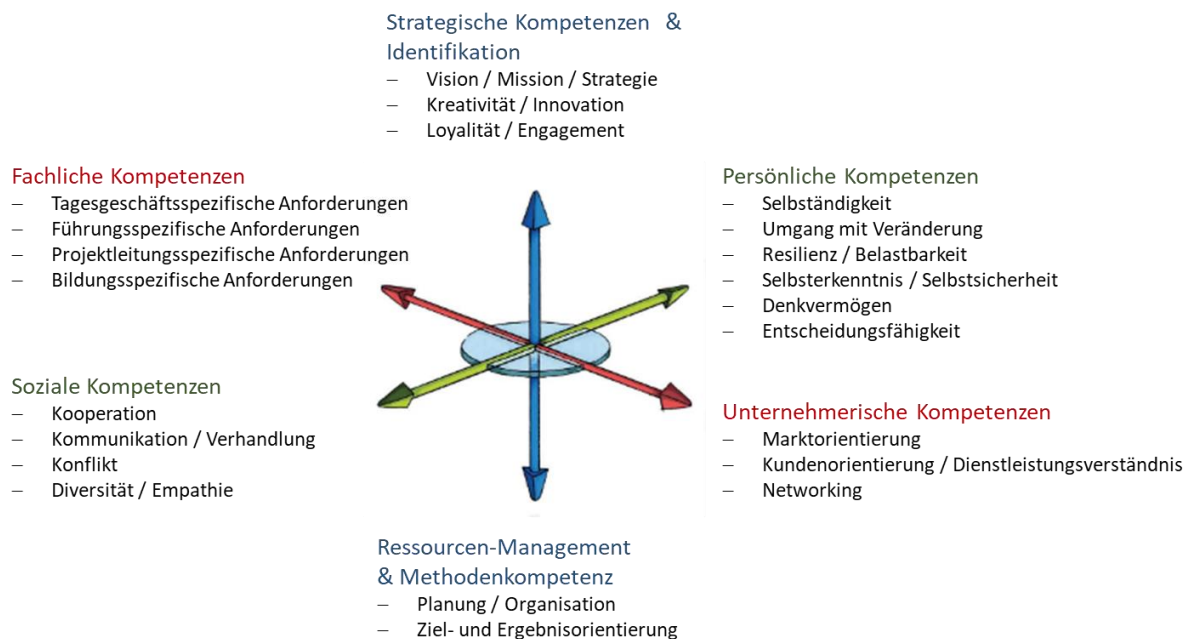 Strategische Kompetenzen &
Identifikation
– Vision / Mission / Strategie
– Kreativität / Innovation
– Loyalität / Engagement
Fachliche Kompetenzen
– Tagesgeschäftsspezifische Anforderungen
– Führungsspezifische Anforderungen
– Projektleitungsspezifische Anforderungen
– Bildungsspezifische Anforderungen
Persönliche Kompetenzen
– Selbständigkeit
– Umgang mit Veränderung
– Resilienz / Belastbarkeit
– Selbsterkenntnis / Selbstsicherheit
– Denkvermögen
– Entscheidungsfähigkeit
Soziale Kompetenzen
– Kooperation
– Kommunikation / Verhandlung
– Konflikt
– Diversität / Empathie
Unternehmerische Kompetenzen
– Marktorientierung
– Kundenorientierung / Dienstleistungsverständnis
– Networking
Ressourcen-Management
& Methodenkompetenz
– Planung / Organisation
– Ziel- und Ergebnisorientierung